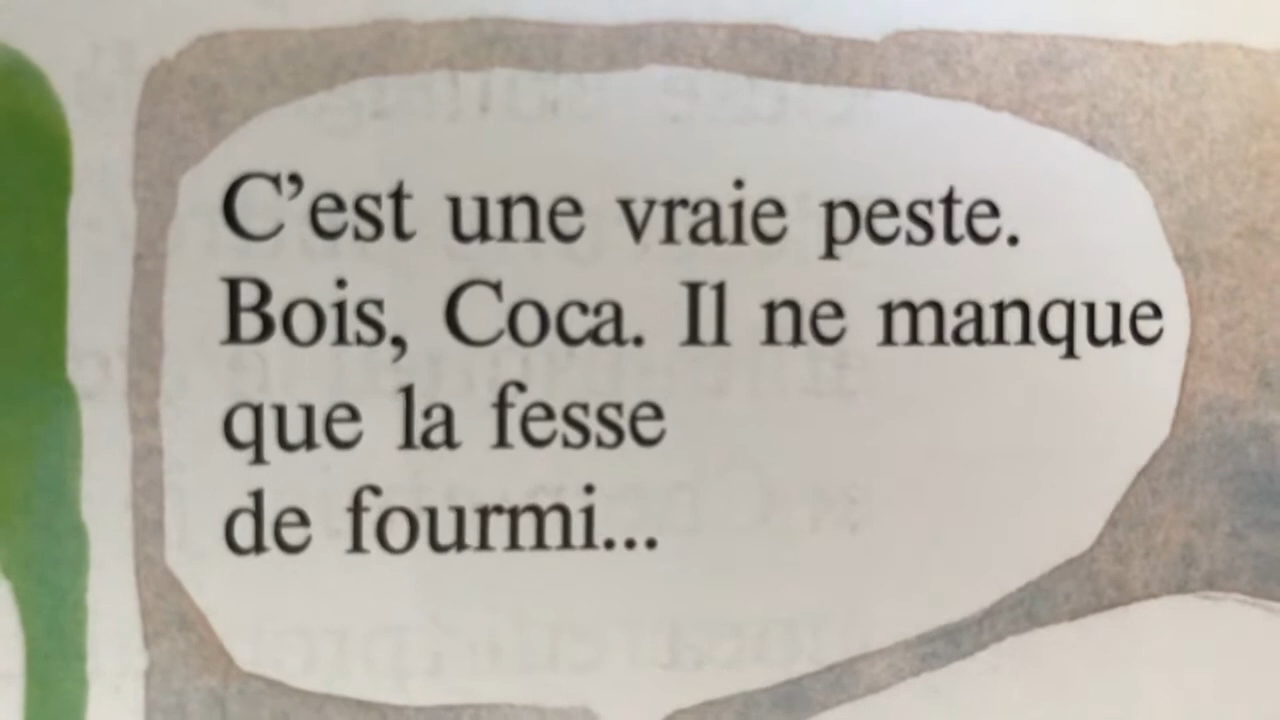 C'est une vraie peste.
Bois, Coca. Il ne manque
que la fesse
de fourmi...